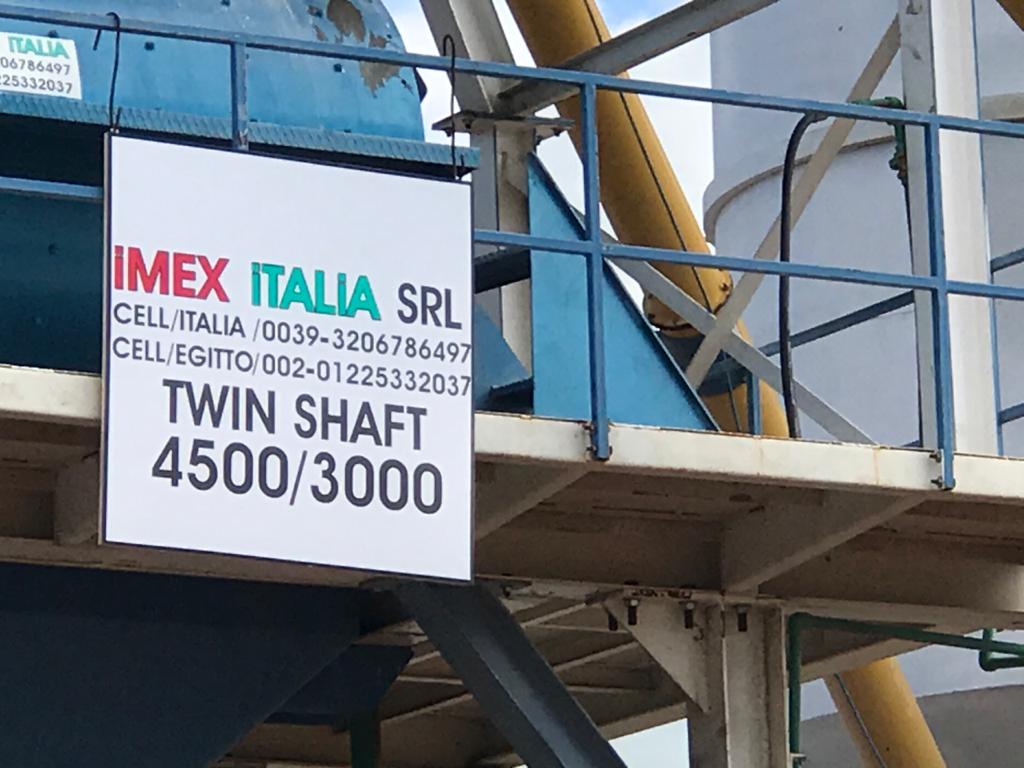 ITALIA
06786497
225332037
iMEX iTALiA SRL
CELL/ITALIA /0039-3206786497
CELL/EGITTO/002-01225332037
TWIN SHAFT
4500/3000